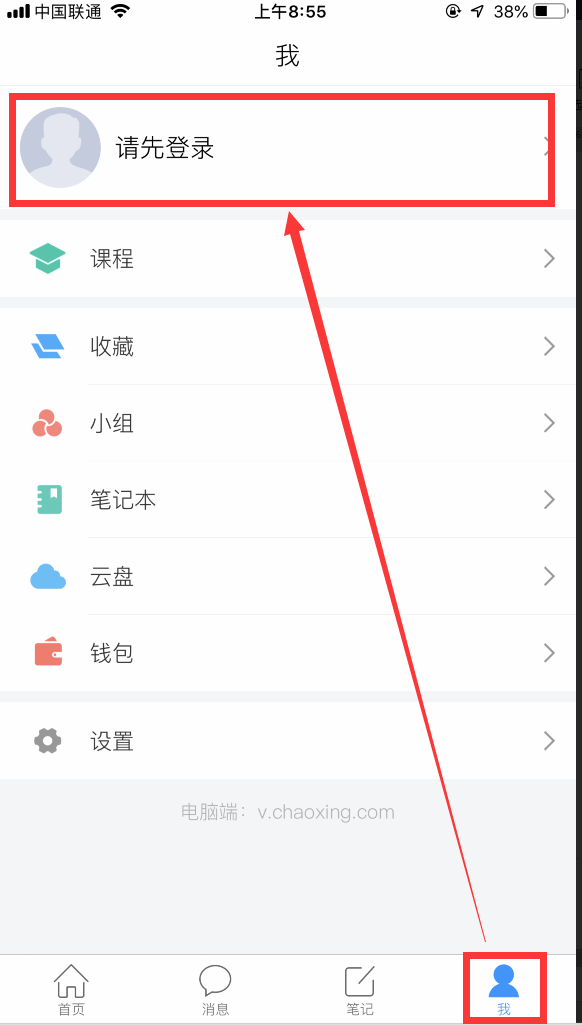 中国联通 上午8:55 38%
我
请先登录
课程
收藏
小组
笔记本
云盘
钱包
设置
电脑端：v.chaoxing.com
首页 消息 笔记 我